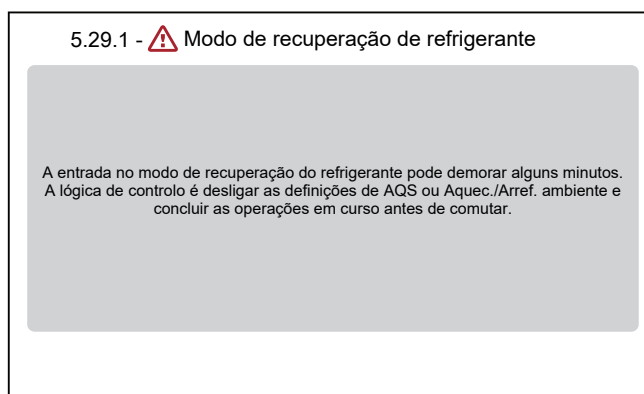 5.29.1 - Modo de recuperação de refrigerante
A entrada no modo de recuperação do refrigerante pode demorar alguns minutos.
A lógica de controlo é desligar as definições de AQS ou Aquec./Arref. ambiente e
concluir as operações em curso antes de comutar.